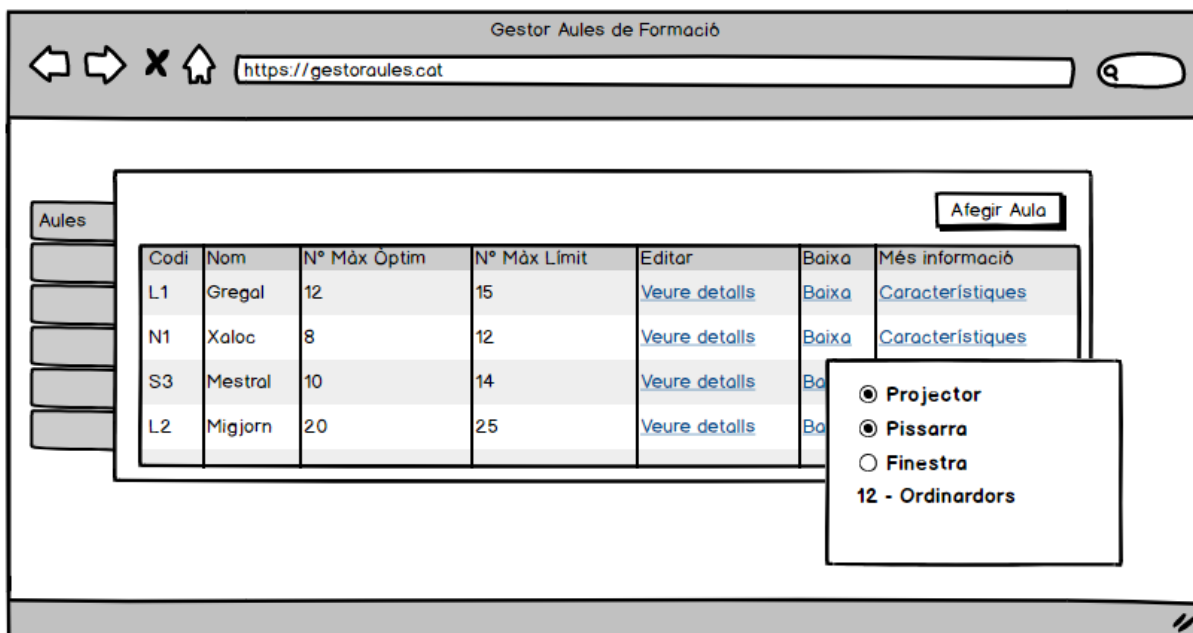 Gestor Aules de Formació
https://gestoraules.cat
Aules
Afegir Aula
Codi Nom Nº Màx Òptim Nº Màx Límit Editar Baixa Més informació
L1 Gregal 12 15 Veure detalls Baixa Característiques
N1 Xaloc 8 12 Veure detalls Baixa Característiques
S3 Mestral 10 14 Veure detalls Ba
L2 Migjorn 20 25 Veure detalls Ba
Projector
Pissarra
Finestra
12 - Ordinardors